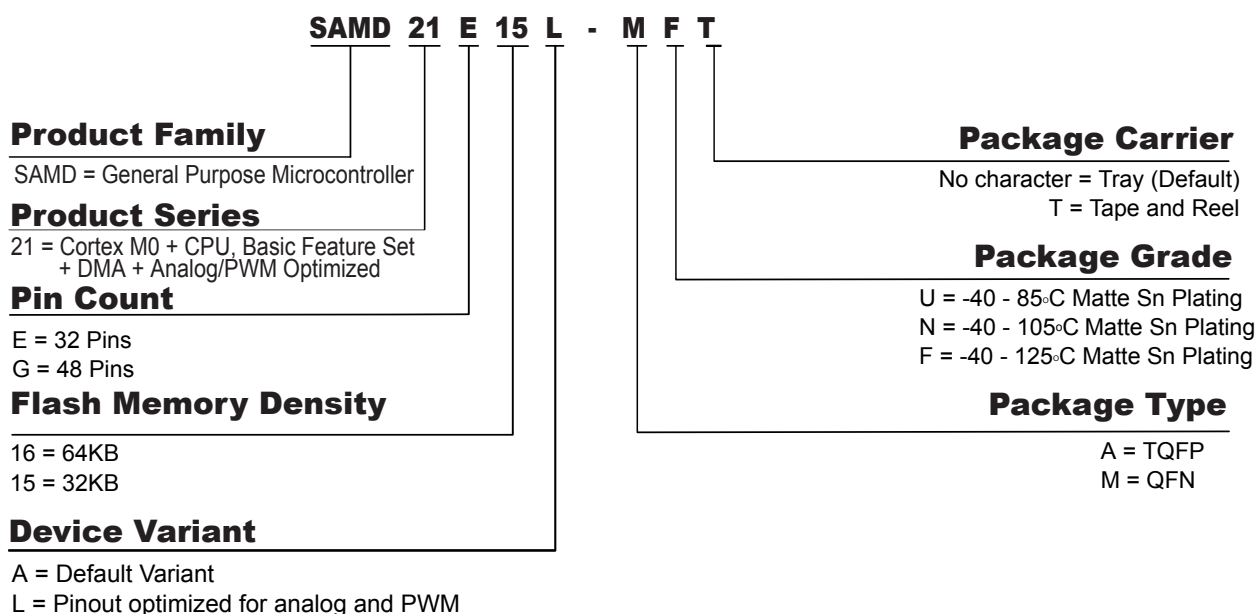 SAMD 21 E 15 L - M F T
Product Family
SAMD = General Purpose Microcontroller
Product Series
21 = Cortex M0 + CPU, Basic Feature Set
+ DMA + Analog/PWM Optimized
Pin Count
E = 32 Pins
G = 48 Pins
Flash Memory Density
16 = 64KB
15 = 32KB
Device Variant
A = Default Variant
L = Pinout optimized for analog and PWM
Package Carrier
No character = Tray (Default)
T = Tape and Reel
Package Grade
U = -40 - 85°C Matte Sn Plating
N = -40 - 105°C Matte Sn Plating
F = -40 - 125°C Matte Sn Plating
Package Type
A = TQFP
M = QFN